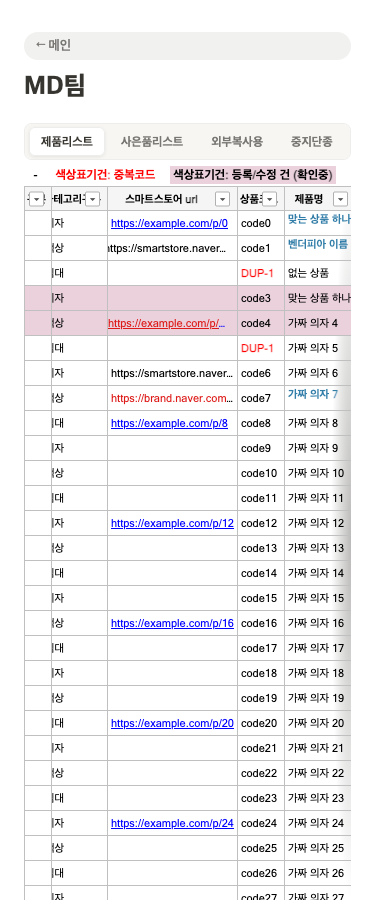 ← 메인
MD팀
제품리스트 사은품리스트 외부복사용 중지단종
- 색상표기건: 중복코드 색상표기건: 등록/수정 건 (확인중)
스마트스토어 url 제품명
https://example.com/p/0 code0 맞는 상품 하나
code1 벤더피아 이름
DUP-1 없는 상품
code3 맞는 상품 하나
https://example.com/p/... code4 가짜 의자 4
DUP-1 가짜 의자 5
https://smartstore.naver... code6 가짜 의자 6
https://brand.naver.com... code7 가짜 의자 7
https://example.com/p/8 code8 가짜 의자 8
code9 가짜 의자 9
code10 가짜 의자 10
code11 가짜 의자 11
https://example.com/p/12 code12 가짜 의자 12
code13 가짜 의자 13
code14 가짜 의자 14
code15 가짜 의자 15
https://example.com/p/16 code16 가짜 의자 16
code17 가짜 의자 17
code18 가짜 의자 18
code19 가짜 의자 19
https://example.com/p/20 code20 가짜 의자 20
code21 가짜 의자 21
code22 가짜 의자 22
code23 가짜 의자 23
https://example.com/p/24 code24 가짜 의자 24
code25 가짜 의자 25
code26 가짜 의자 26
code27 가짜 의자 27